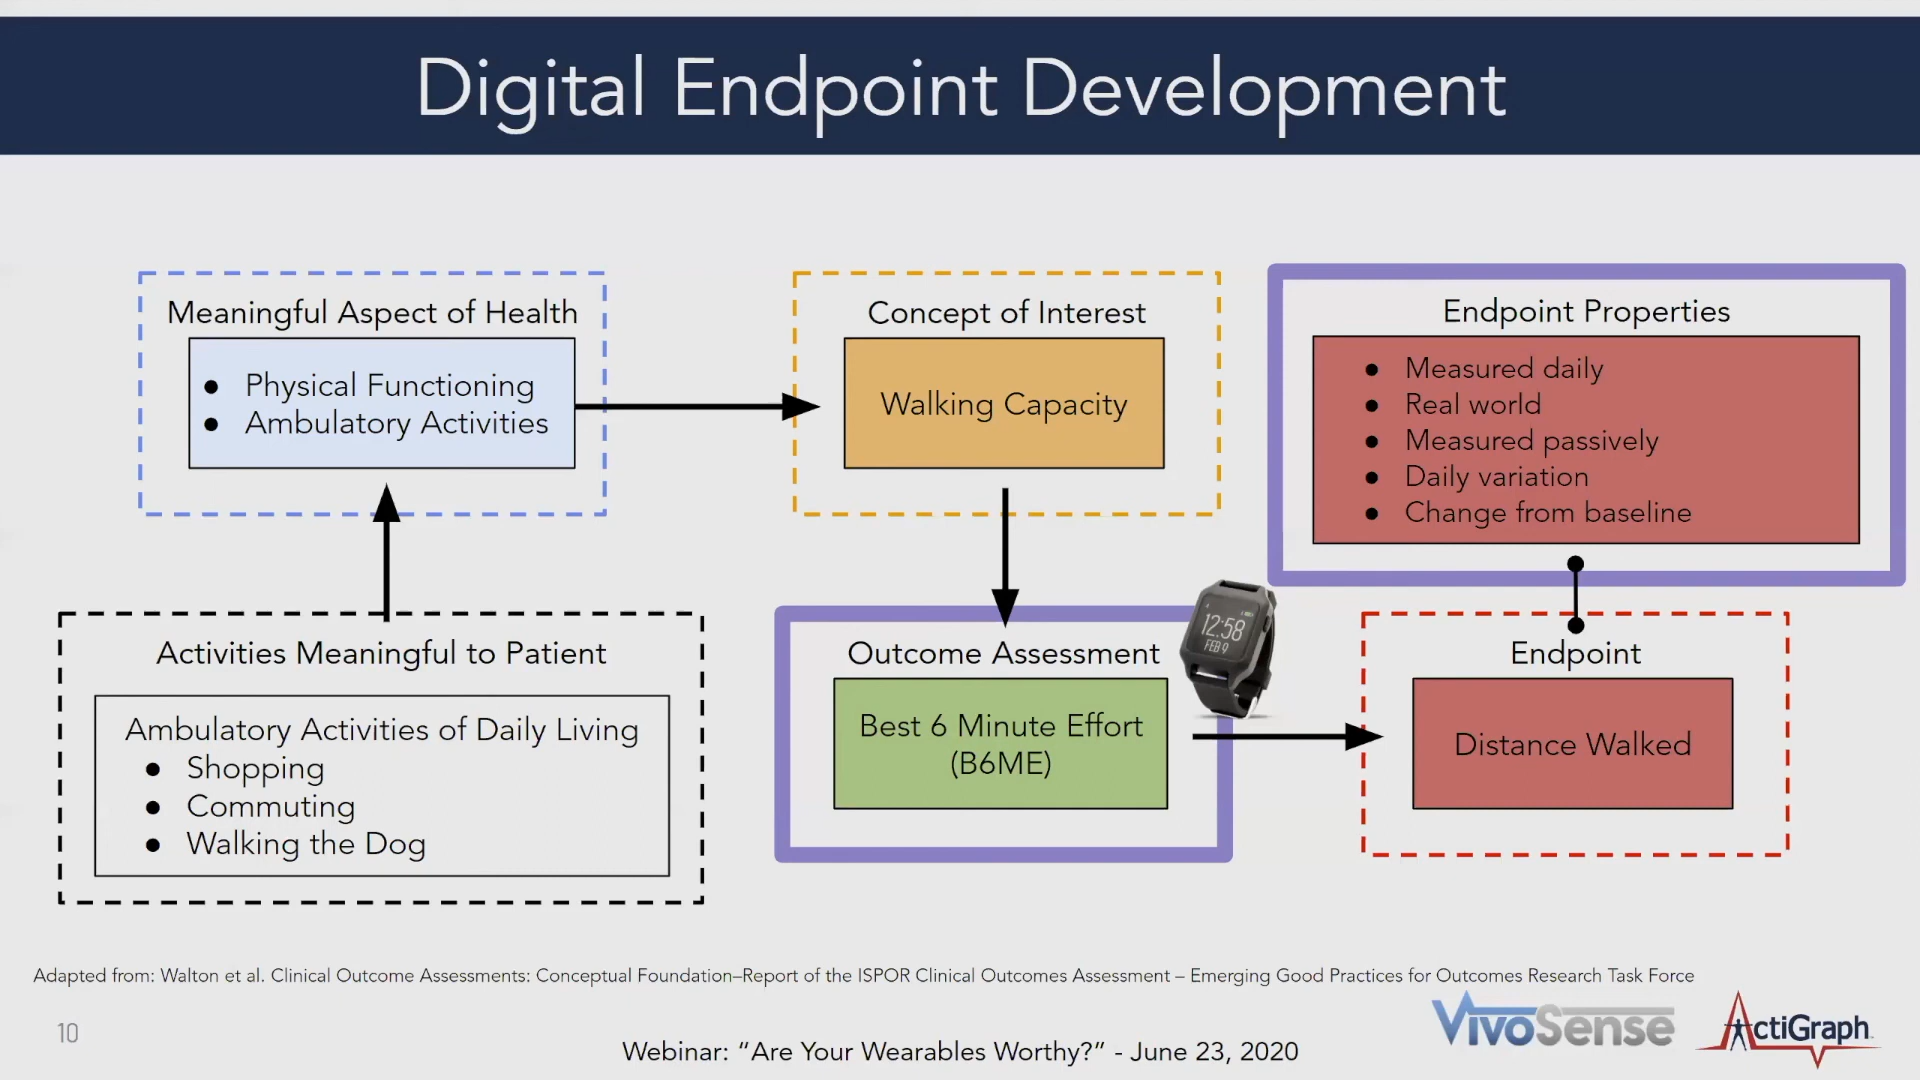 Digital Endpoint Development
Meaningful Aspect of Health
● Physical Functioning
● Ambulatory Activities
Concept of Interest
Walking Capacity
Endpoint Properties
● Measured daily
● Real world
● Measured passively
● Daily variation
● Change from baseline
Activities Meaningful to Patient
Ambulatory Activities of Daily Living
● Shopping
● Commuting
● Walking the Dog
Outcome Assessment
Best 6 Minute Effort
(B6ME)
12:58
FEB 9
Endpoint
Distance Walked
Adapted from: Walton et al. Clinical Outcome Assessments: Conceptual Foundation–Report of the ISPOR Clinical Outcomes Assessment – Emerging Good Practices for Outcomes Research Task Force
10
Webinar: “Are Your Wearables Worthy?” - June 23, 2020
VivoSense
ActiGraph